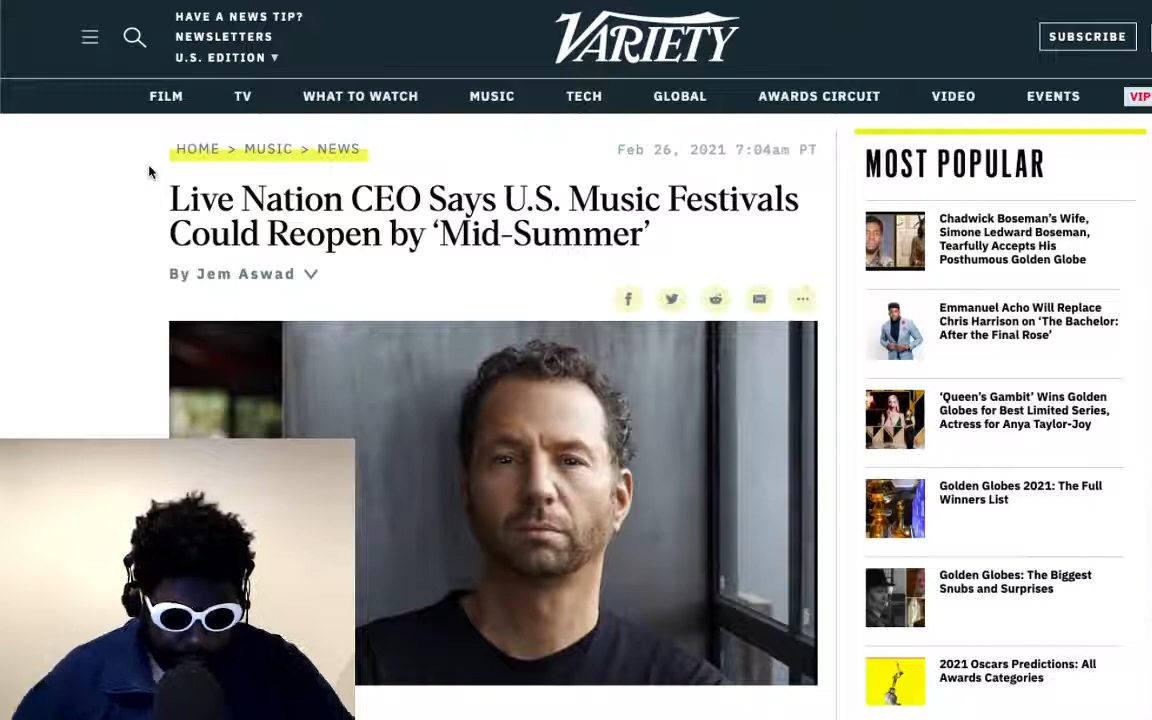 HAVE A NEWS TIP?
NEWSLETTERS
U.S. EDITION ▼
VARIETY
SUBSCRIBE
FILM TV WHAT TO WATCH MUSIC TECH GLOBAL AWARDS CIRCUIT VIDEO EVENTS VIP
HOME > MUSIC > NEWS
Feb 26, 2021 7:04am PT
Live Nation CEO Says U.S. Music Festivals
Could Reopen by ‘Mid-Summer’
By Jem Aswad
MOST POPULAR
Chadwick Boseman’s Wife,
Simone Ledward Boseman,
Tearfully Accepts His
Posthumous Golden Globe
Emmanuel Acho Will Replace
Chris Harrison on ‘The Bachelor:
After the Final Rose’
‘Queen’s Gambit’ Wins Golden
Globes for Best Limited Series,
Actress for Anya Taylor-Joy
Golden Globes 2021: The Full
Winners List
Golden Globes: The Biggest
Snubs and Surprises
2021 Oscars Predictions: All
Awards Categories